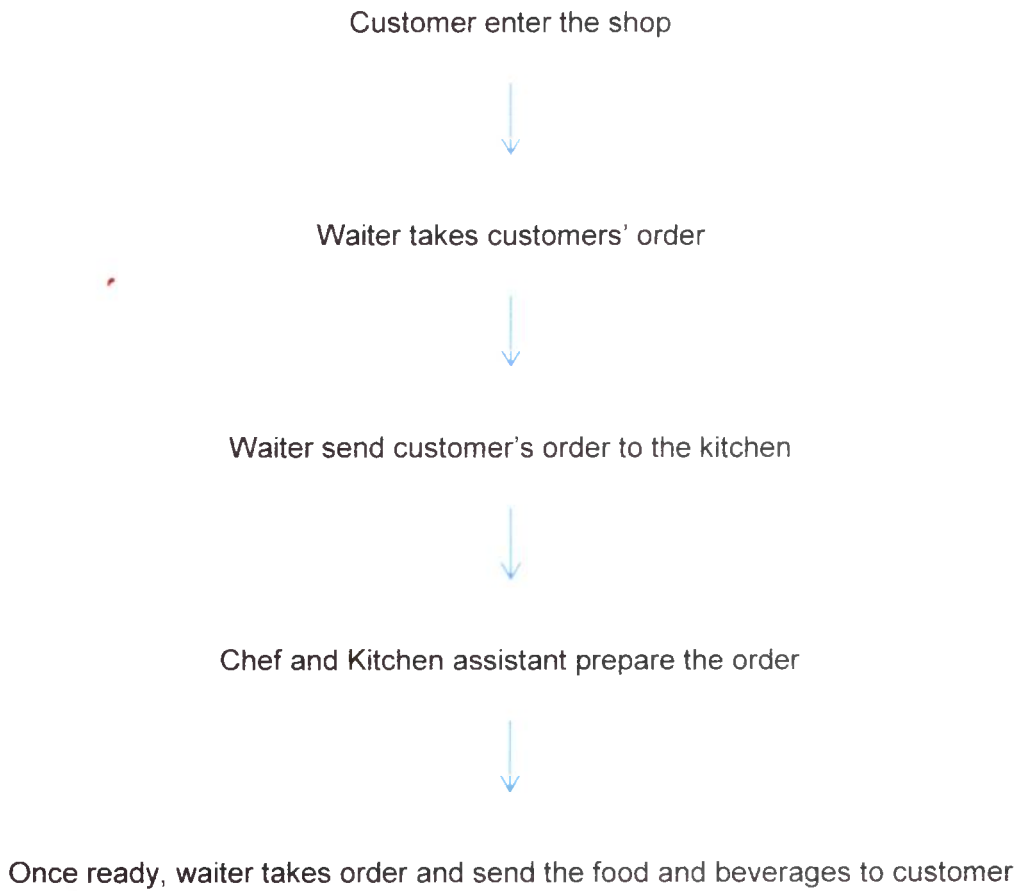 Customer enter the shop
Waiter takes customers’ order
Waiter send customer’s order to the kitchen
Chef and Kitchen assistant prepare the order
Once ready, waiter takes order and send the food and beverages to customer